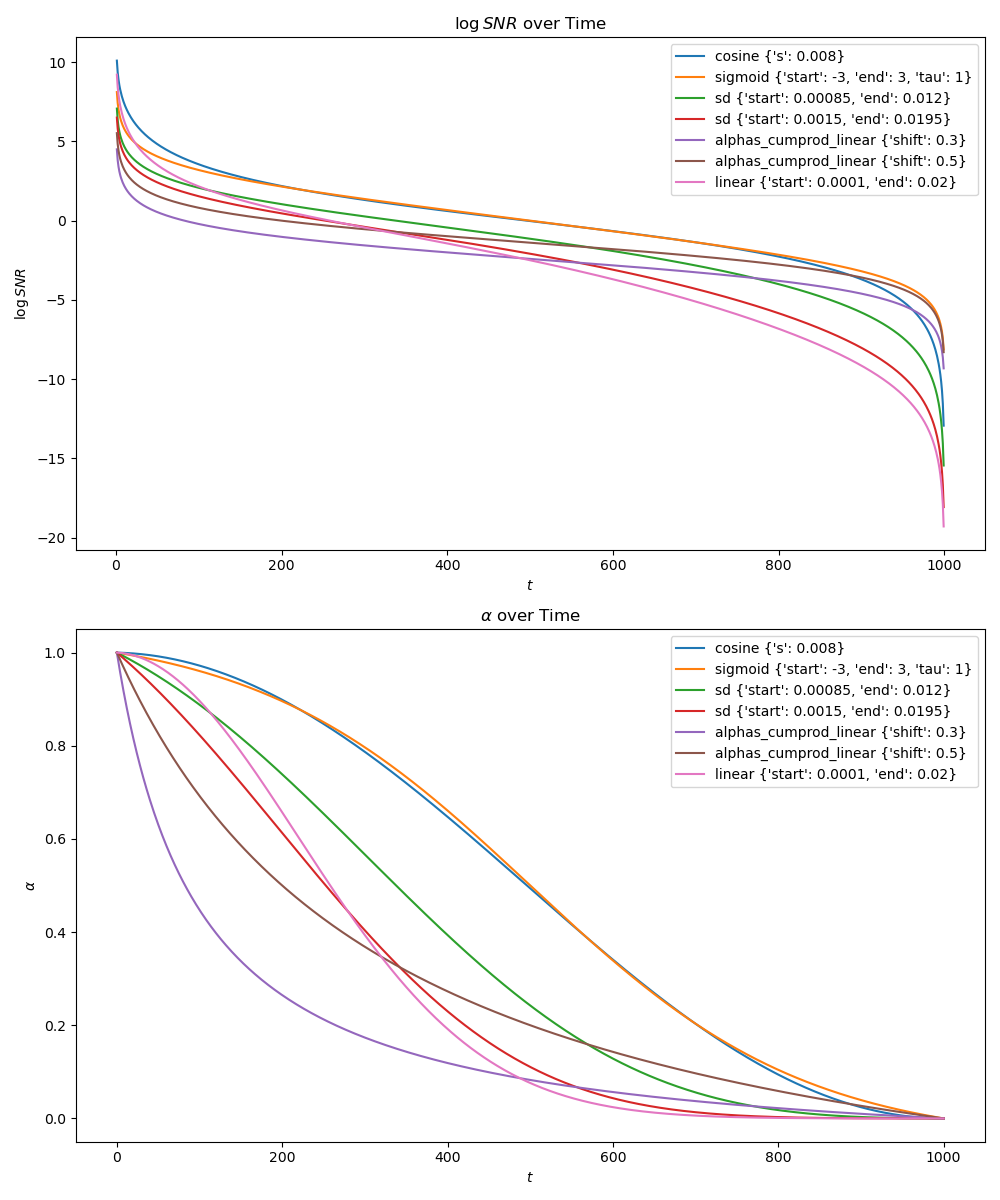 log SNR over Time
10
5
0
−5
−10
−15
−20
log SNR
cosine {'s': 0.008}
sigmoid {'start': -3, 'end': 3, 'tau': 1}
sd {'start': 0.00085, 'end': 0.012}
sd {'start': 0.0015, 'end': 0.0195}
alphas_cumprod_linear {'shift': 0.3}
alphas_cumprod_linear {'shift': 0.5}
linear {'start': 0.0001, 'end': 0.02}
0 200 400 600 800 1000
t
α over Time
1.0
0.8
0.6
0.4
0.2
0.0
α
cosine {'s': 0.008}
sigmoid {'start': -3, 'end': 3, 'tau': 1}
sd {'start': 0.00085, 'end': 0.012}
sd {'start': 0.0015, 'end': 0.0195}
alphas_cumprod_linear {'shift': 0.3}
alphas_cumprod_linear {'shift': 0.5}
linear {'start': 0.0001, 'end': 0.02}
0 200 400 600 800 1000
t